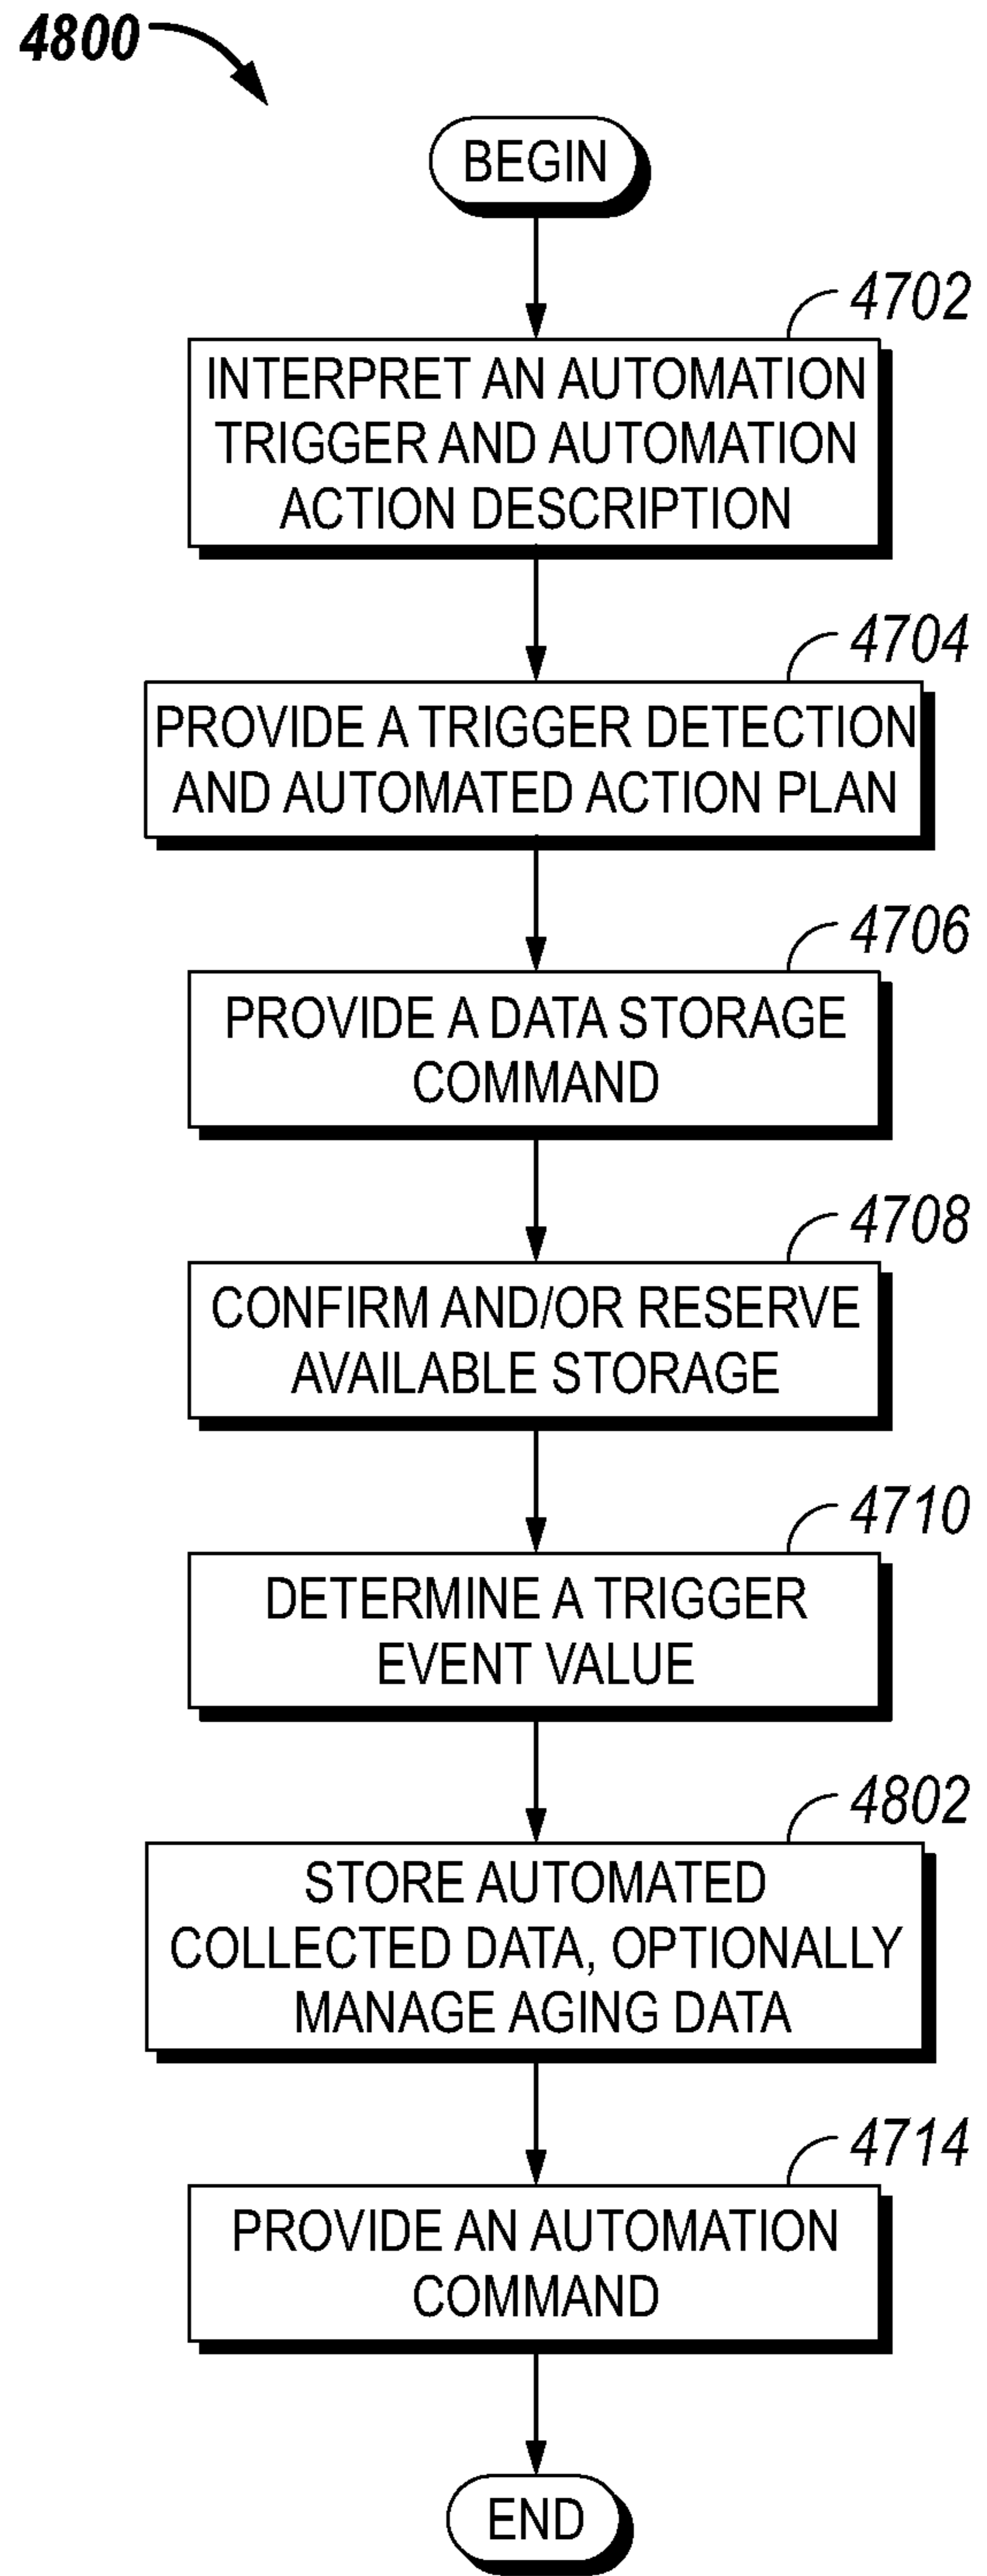 4800
BEGIN
4702
INTERPRET AN AUTOMATION
TRIGGER AND AUTOMATION
ACTION DESCRIPTION
4704
PROVIDE A TRIGGER DETECTION
AND AUTOMATED ACTION PLAN
4706
PROVIDE A DATA STORAGE
COMMAND
4708
CONFIRM AND/OR RESERVE
AVAILABLE STORAGE
4710
DETERMINE A TRIGGER
EVENT VALUE
4802
STORE AUTOMATED
COLLECTED DATA, OPTIONALLY
MANAGE AGING DATA
4714
PROVIDE AN AUTOMATION
COMMAND
END